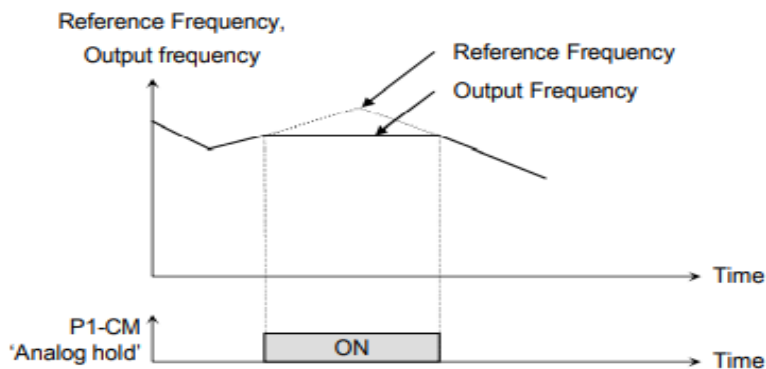 Reference Frequency,
Output frequency
Reference Frequency
Output Frequency
Time
P1-CM
'Analog hold'
ON
Time